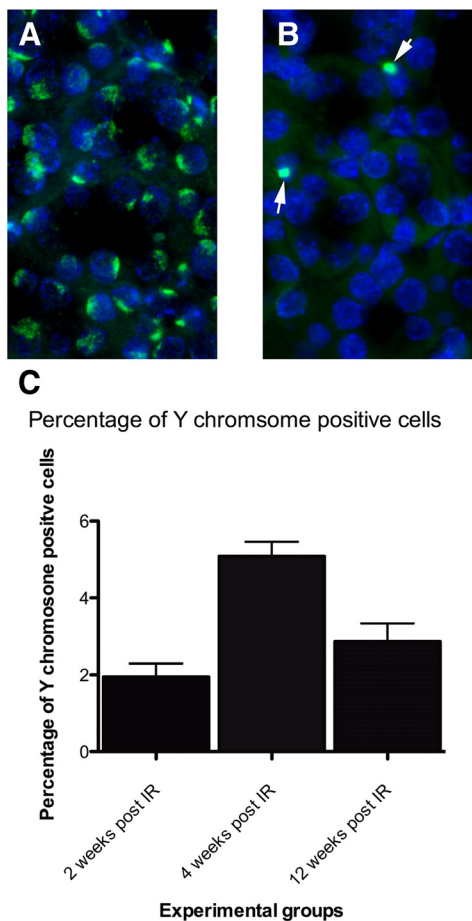 A
B
C
Percentage of Y chromsome positive cells
Percentage of Y chromosone positve cells
6
4
2
0
2 weeks post IR
4 weeks post IR
12 weeks post IR
Experimental groups